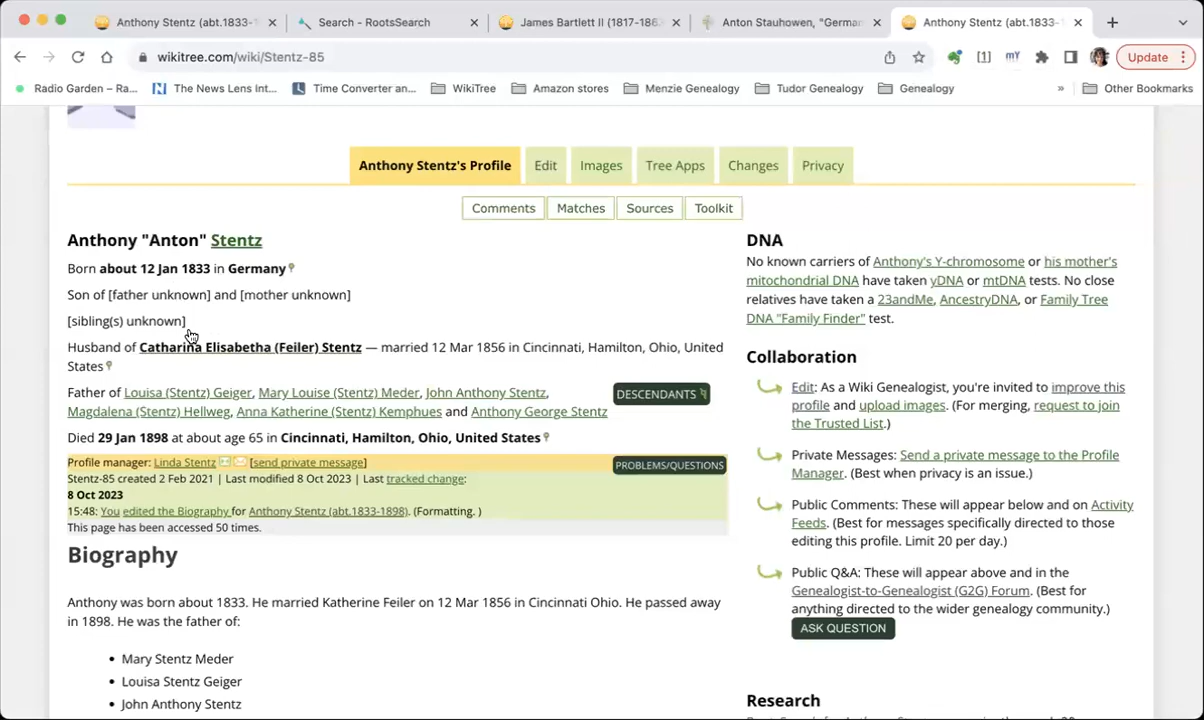 Anthony Stentz (abt.1833-1
Search - RootsSearch
James Bartlett II (1817-186
Anton Stauhowen, "German
Anthony Stentz (abt.1833-1
wikitree.com/wiki/Stentz-85
Update
Radio Garden – Ra...
The News Lens Int...
Time Converter an...
WikiTree
Amazon stores
Menzie Genealogy
Tudor Genealogy
Genealogy
»
Other Bookmarks
Anthony Stentz's Profile
Edit
Images
Tree Apps
Changes
Privacy
Comments
Matches
Sources
Toolkit
Anthony "Anton" Stentz
Born about 12 Jan 1833 in Germany
Son of [father unknown] and [mother unknown]
[sibling(s) unknown]
Husband of Catharina Elisabetha (Feiler) Stentz — married 12 Mar 1856 in Cincinnati, Hamilton, Ohio, United
States
Father of Louisa (Stentz) Geiger, Mary Louise (Stentz) Meder, John Anthony Stentz,
Magdalena (Stentz) Hellweg, Anna Katherine (Stentz) Kemphues and Anthony George Stentz
DESCENDANTS
Died 29 Jan 1898 at about age 65 in Cincinnati, Hamilton, Ohio, United States
Profile manager: Linda Stentz [send private message]
PROBLEMS/QUESTIONS
Stentz-85 created 2 Feb 2021 | Last modified 8 Oct 2023 | Last tracked change:
8 Oct 2023
15:48: You edited the Biography for Anthony Stentz (abt.1833-1898). (Formatting. )
This page has been accessed 50 times.
Biography
Anthony was born about 1833. He married Katherine Feiler on 12 Mar 1856 in Cincinnati Ohio. He passed away
in 1898. He was the father of:
• Mary Stentz Meder
• Louisa Stentz Geiger
• John Anthony Stentz
DNA
No known carriers of Anthony's Y-chromosome or his mother's
mitochondrial DNA have taken yDNA or mtDNA tests. No close
relatives have taken a 23andMe, AncestryDNA, or Family Tree
DNA "Family Finder" test.
Collaboration
Edit: As a Wiki Genealogist, you're invited to improve this
profile and upload images. (For merging, request to join
the Trusted List.)
Private Messages: Send a private message to the Profile
Manager. (Best when privacy is an issue.)
Public Comments: These will appear below and on Activity
Feeds. (Best for messages specifically directed to those
editing this profile. Limit 20 per day.)
Public Q&A: These will appear above and in the
Genealogist-to-Genealogist (G2G) Forum. (Best for
anything directed to the wider genealogy community.)
ASK QUESTION
Research